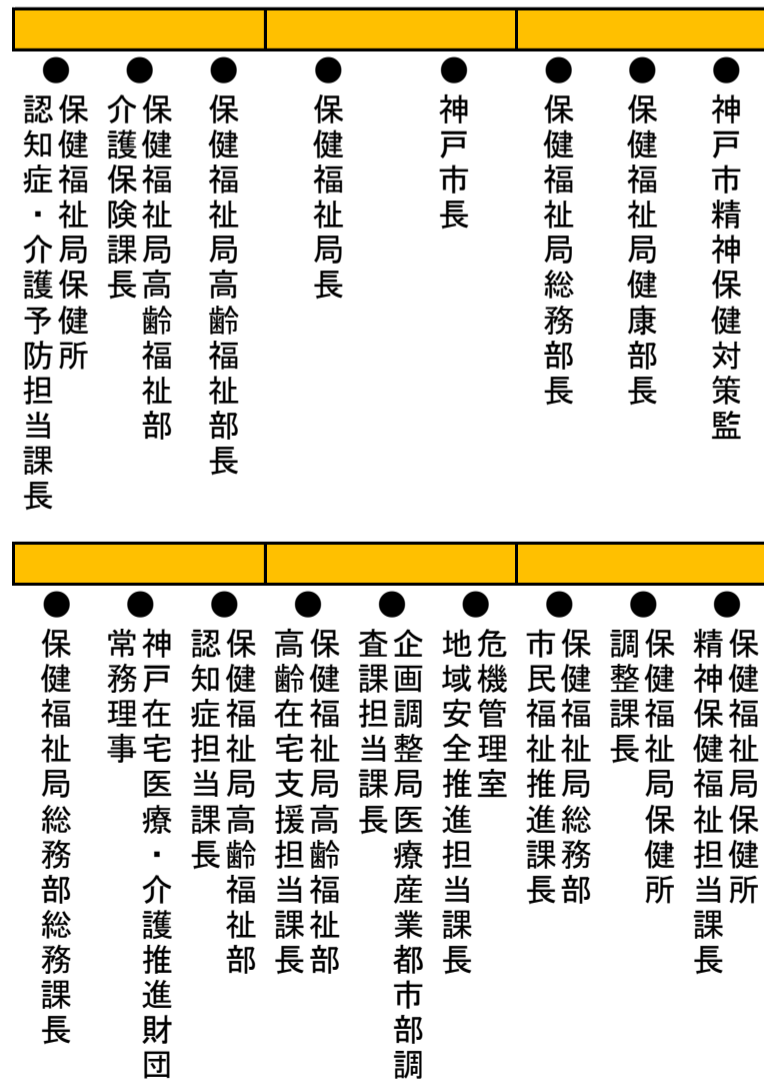 ●神戸市精神保健対策監
●保健福祉局健康部長
●保健福祉局総務部長
●神戸市長
●保健福祉局長
●保健福祉局高齢福祉部長
●保健福祉局高齢福祉部
介護保険課長
●保健福祉局保健所
認知症・介護予防担当課長
●保健福祉局保健所
精神保健福祉担当課長
●保健福祉局保健所
調整課長
●保健福祉局総務部
市民福祉推進課長
●危機管理室
地域安全推進担当課長
●企画調整局医療産業都市部調
査課担当課長
●保健福祉局高齢福祉部
高齢在宅支援担当課長
●保健福祉局高齢福祉部
認知症担当課長
●神戸在宅医療・介護推進財団
常務理事
●保健福祉局総務部総務課長